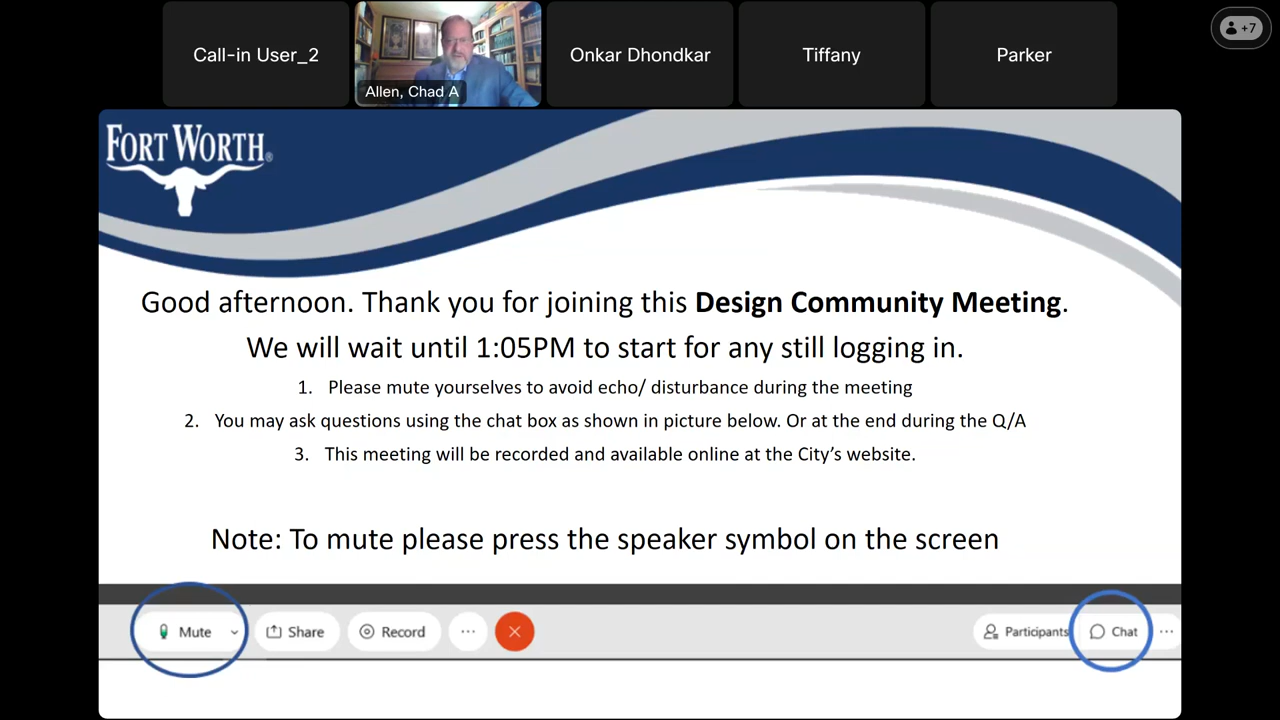 Call-in User_2
Allen, Chad A
Onkar Dhondkar
Tiffany
Parker
+7
FORT WORTH®
Good afternoon. Thank you for joining this Design Community Meeting.
We will wait until 1:05PM to start for any still logging in.
1. Please mute yourselves to avoid echo/ disturbance during the meeting
2. You may ask questions using the chat box as shown in picture below. Or at the end during the Q/A
3. This meeting will be recorded and available online at the City’s website.
Note: To mute please press the speaker symbol on the screen
Mute
Share
Record
Participants
Chat